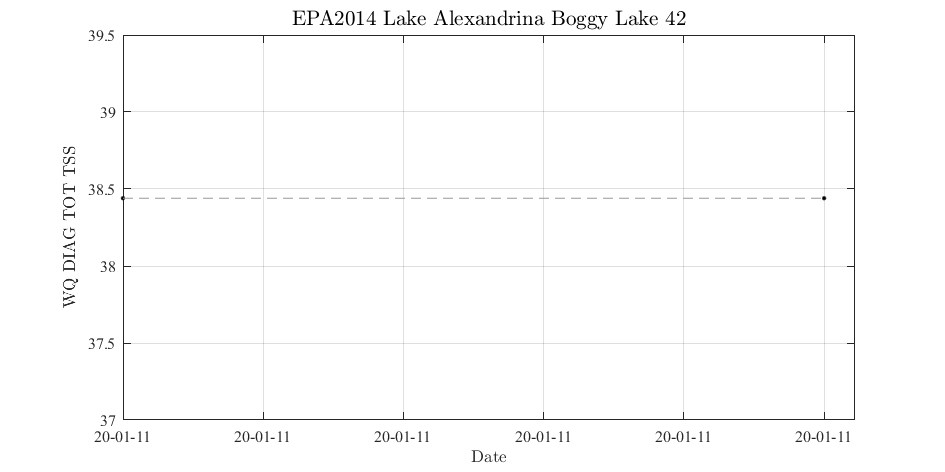 EPA2014 Lake Alexandrina Boggy Lake 42
WQ DIAG TOT TSS
39.5
39
38.5
38
37.5
37
20-01-11 20-01-11 20-01-11 20-01-11 20-01-11 20-01-11
Date